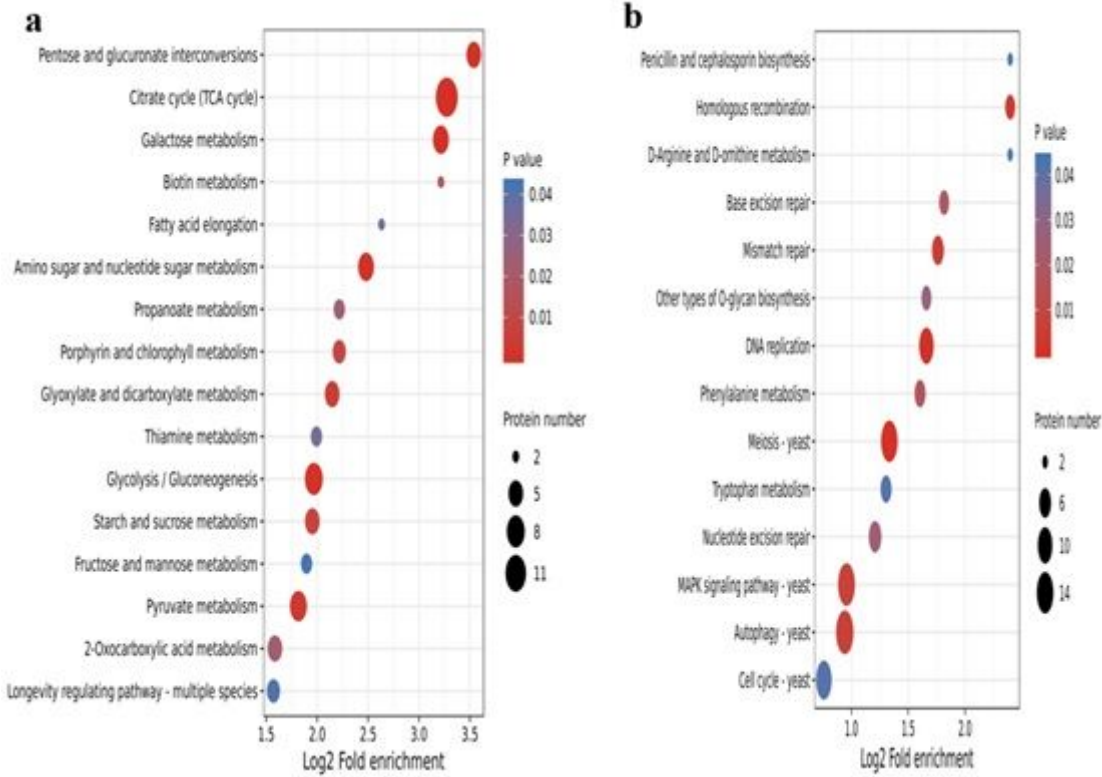 a
Pentose and glucuronate interconversions
Citrate cycle (TCA cycle)
Galactose metabolism
Biotin metabolism
Fatty acid elongation
Amino sugar and nucleotide sugar metabolism
Propanoate metabolism
Porphyrin and chlorophyll metabolism
Glyoxylate and dicarboxylate metabolism
Thiamine metabolism
Glycolysis / Gluconeogenesis
Starch and sucrose metabolism
Fructose and mannose metabolism
Pyruvate metabolism
2-Oxocarboxylic acid metabolism
Longevity regulating pathway - multiple species
1.5 2.0 2.5 3.0 3.5
Log2 Fold enrichment
P value
0.04
0.03
0.02
0.01
Protein number
2
5
8
11
b
Penicillin and cephalosporin biosynthesis
Homologous recombination
D-Arginine and D-ornithine metabolism
Base excision repair
Mismatch repair
Other types of O-glycan biosynthesis
DNA replication
Phenylalanine metabolism
Meiosis - yeast
Tryptophan metabolism
Nucleotide excision repair
MAPK signaling pathway - yeast
Autophagy - yeast
Cell cycle - yeast
1.0 1.5 2.0
Log2 Fold enrichment
P value
0.04
0.03
0.02
0.01
Protein number
2
6
10
14